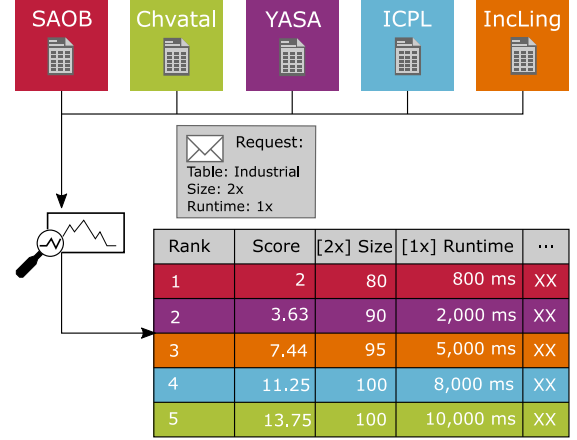 SAOB Chvatal YASA ICPL IncLing
Request:
Table: Industrial
Size: 2x
Runtime: 1x
Rank Score [2x] Size [1x] Runtime ...
1 2 80 800 ms XX
2 3.63 90 2,000 ms XX
3 7.44 95 5,000 ms XX
4 11.25 100 8,000 ms XX
5 13.75 100 10,000 ms XX